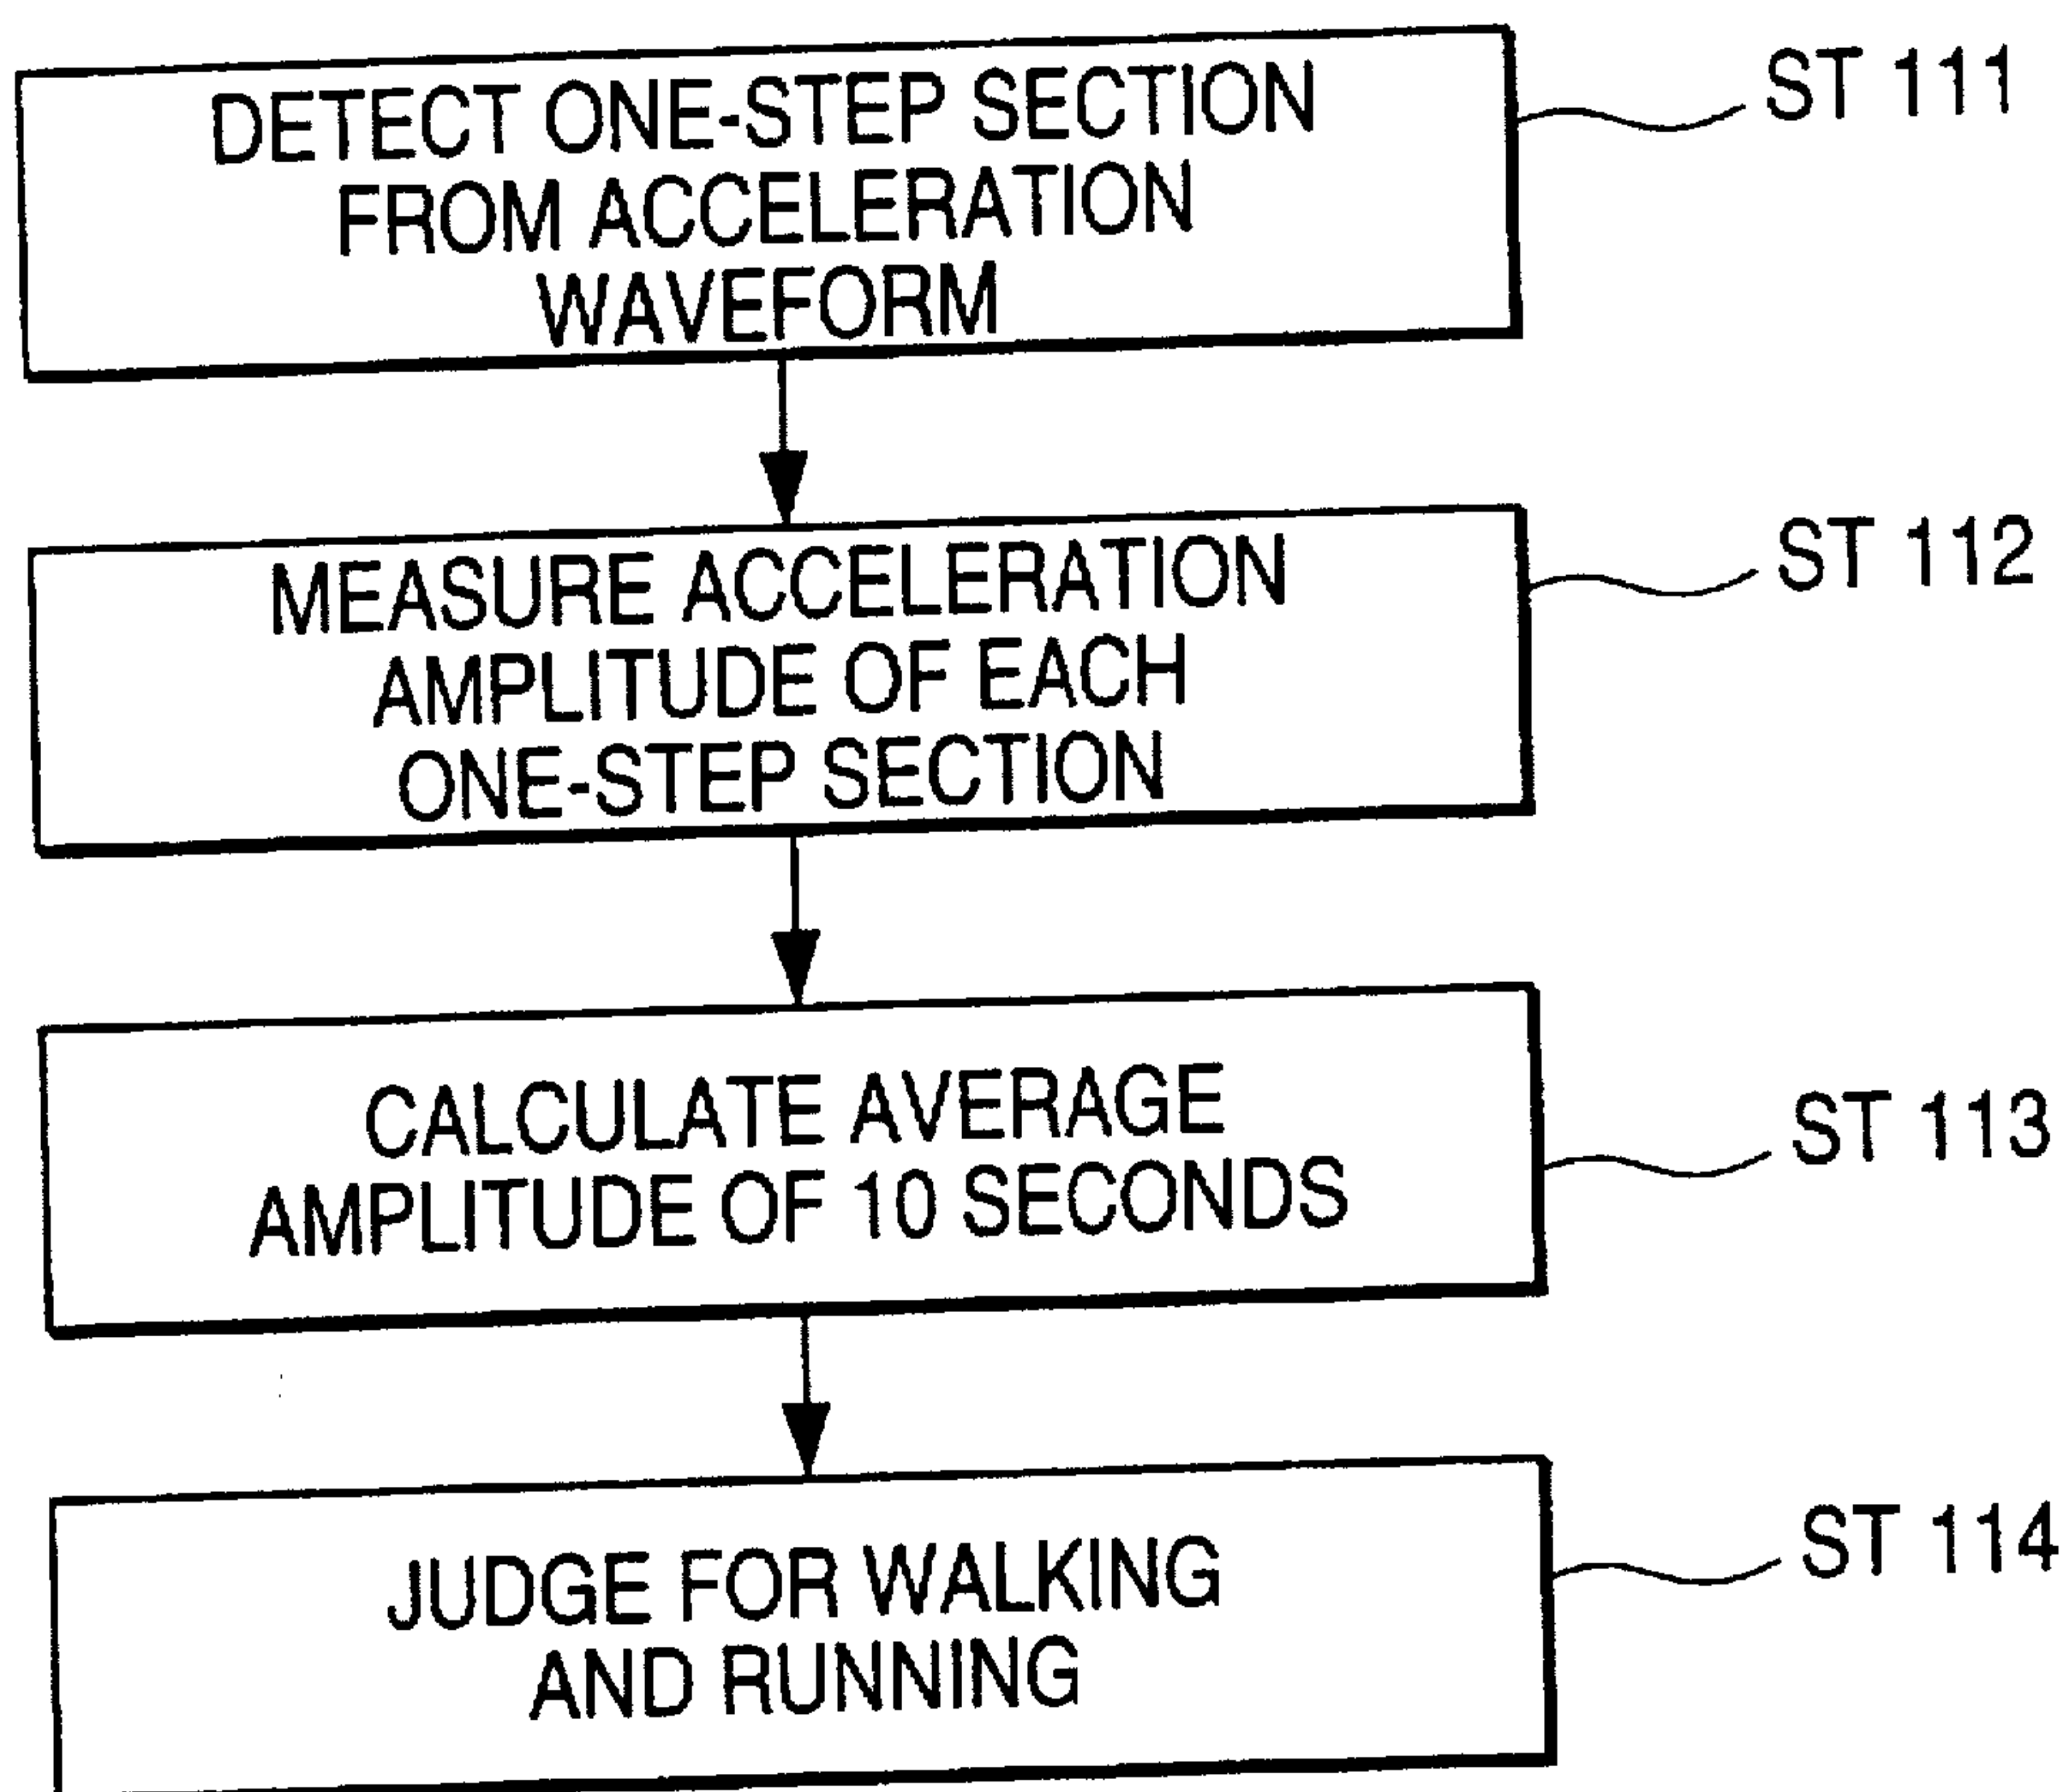 DETECT ONE-STEP SECTION
FROM ACCELERATION
WAVEFORM
ST 111
MEASURE ACCELERATION
AMPLITUDE OF EACH
ONE-STEP SECTION
ST 112
CALCULATE AVERAGE
AMPLITUDE OF 10 SECONDS
ST 113
JUDGE FOR WALKING
AND RUNNING
ST 114